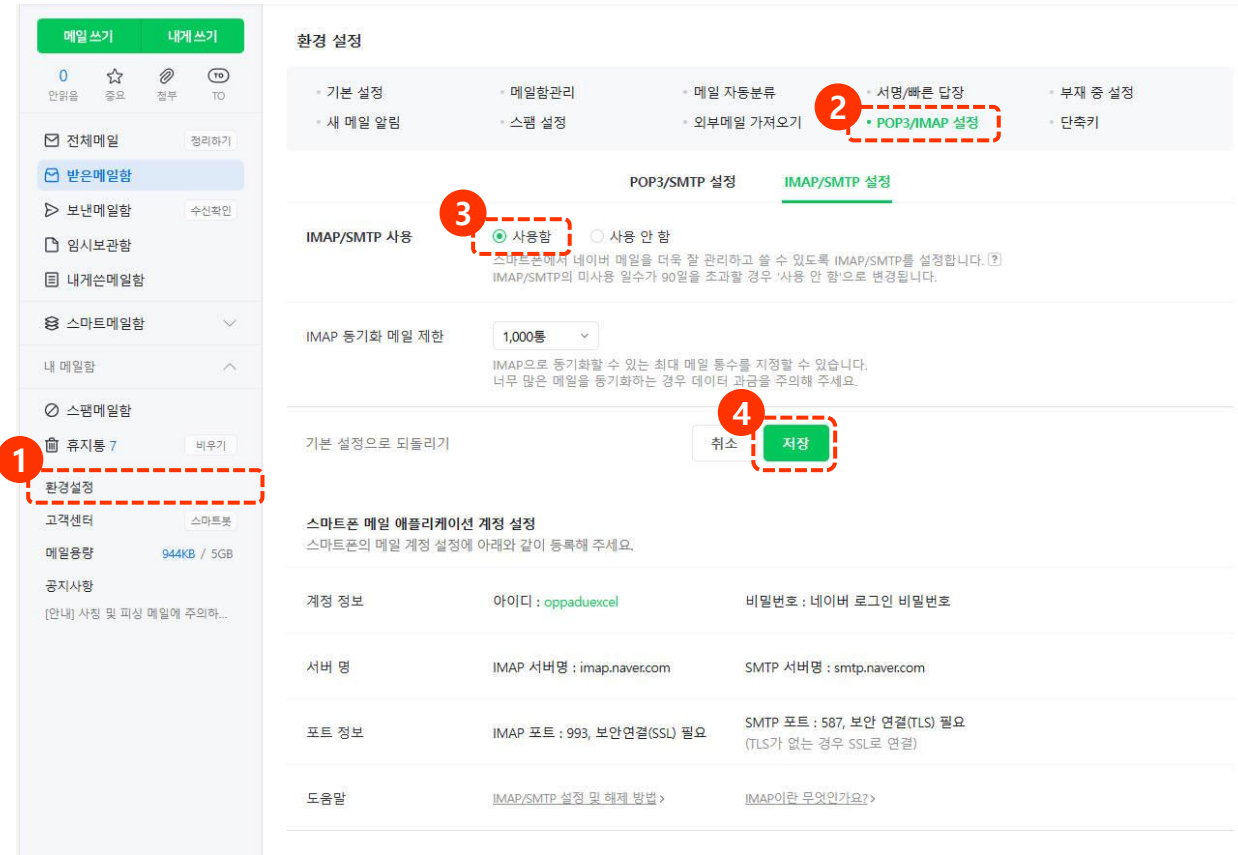 메일 쓰기 내게 쓰기
0 TO
안읽음 중요 첨부 TO
전체메일 정리하기
받은메일함
보낸메일함 수신확인
임시보관함
내게쓴메일함
스마트메일함
내 메일함
스팸메일함
휴지통 7 비우기
1
환경설정
고객센터 스마트봇
메일용량 944KB / 5GB
공지사항
[안내] 사칭 및 피싱 메일에 주의하...
환경 설정
기본 설정 메일함관리 메일 자동분류 서명/빠른 답장 부재 중 설정
2
새 메일 알림 스팸 설정 외부메일 가져오기 POP3/IMAP 설정 단축키
POP3/SMTP 설정 IMAP/SMTP 설정
3
IMAP/SMTP 사용 사용함 사용 안 함
스마트폰에서 네이버 메일을 더욱 잘 관리하고 쓸 수 있도록 IMAP/SMTP를 설정합니다. ?
IMAP/SMTP의 미사용 일수가 90일을 초과할 경우 '사용 안 함'으로 변경됩니다.
IMAP 동기화 메일 제한 1,000통
IMAP으로 동기화할 수 있는 최대 메일 통수를 지정할 수 있습니다.
너무 많은 메일을 동기화하는 경우 데이터 과금을 주의해 주세요.
4
기본 설정으로 되돌리기 취소 저장
스마트폰 메일 애플리케이션 계정 설정
스마트폰의 메일 계정 설정에 아래와 같이 등록해 주세요.
계정 정보 아이디 : oppaduexcel 비밀번호 : 네이버 로그인 비밀번호
서버 명 IMAP 서버명 : imap.naver.com SMTP 서버명 : smtp.naver.com
포트 정보 IMAP 포트 : 993, 보안연결(SSL) 필요 SMTP 포트 : 587, 보안 연결(TLS) 필요
(TLS가 없는 경우 SSL로 연결)
도움말 IMAP/SMTP 설정 및 해제 방법 > IMAP이란 무엇인가요? >